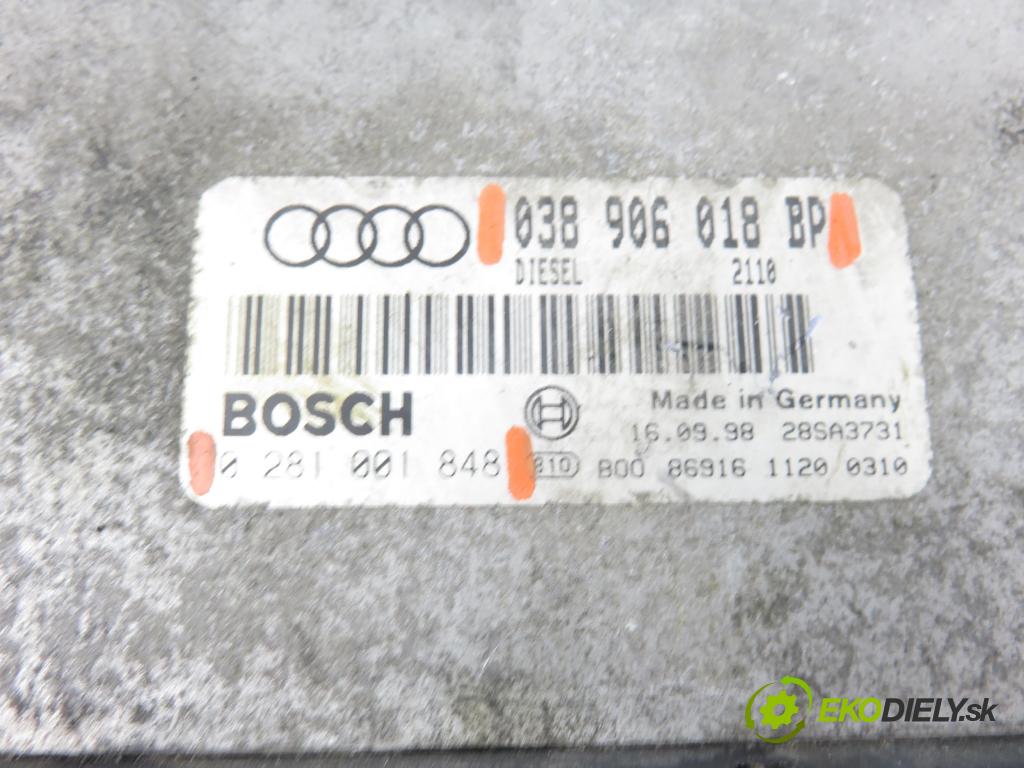 038 906 018 BP
DIESEL 2110
BOSCH
Made in Germany
16.09.98 28SA3731
0 281 001 848 810 B00 86916 1120 0310
EKODIELY.sk